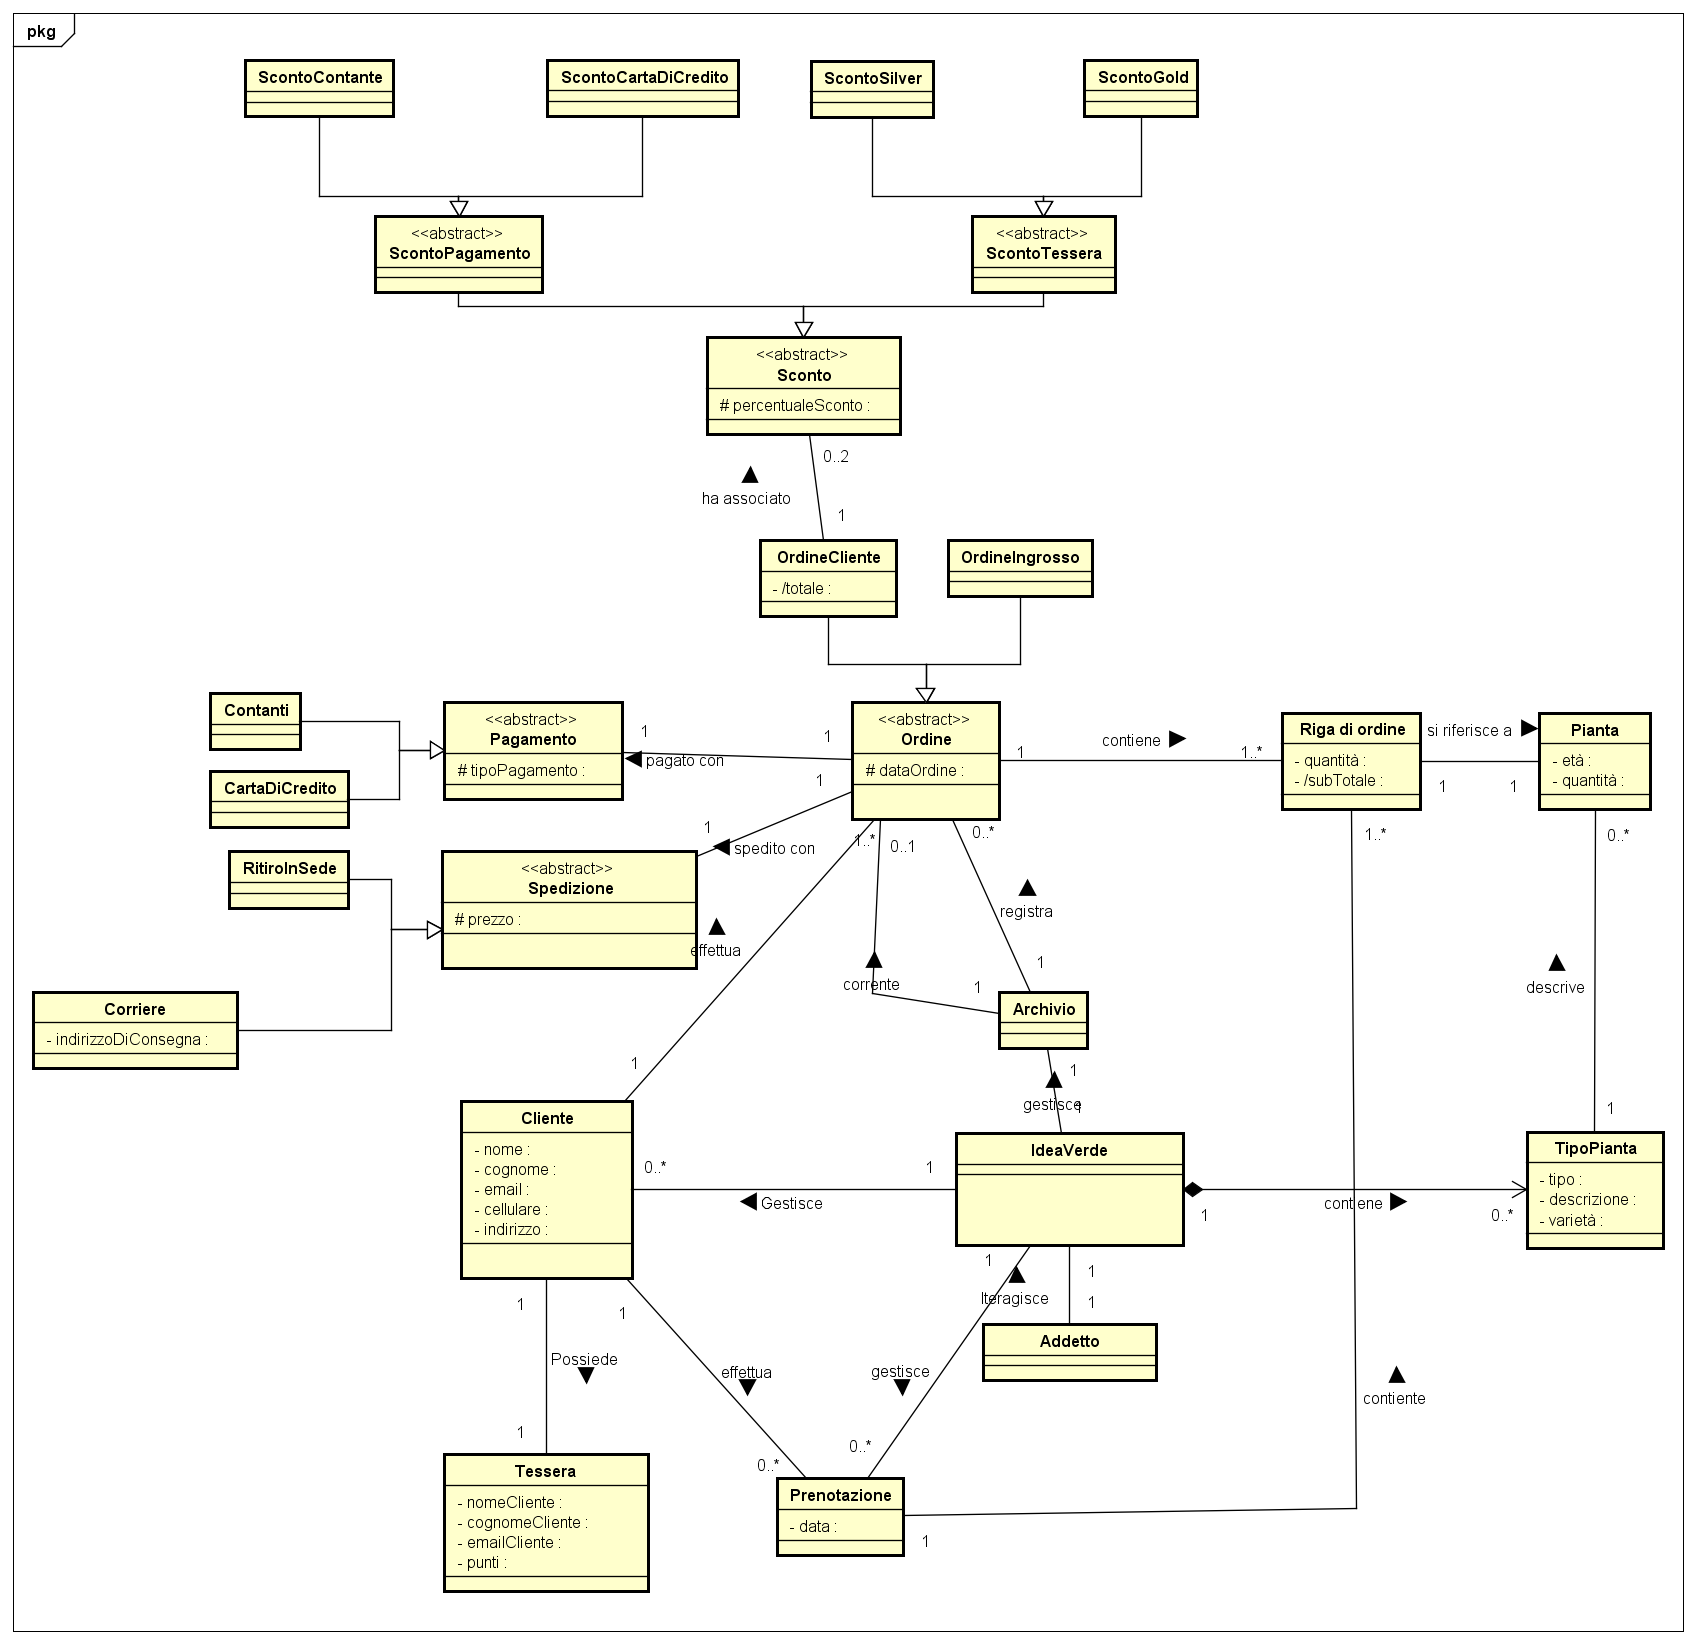 pkg
ScontoContante
ScontoCartaDiCredito
ScontoSilver
ScontoGold
<<abstract>>
ScontoPagamento
<<abstract>>
ScontoTessera
<<abstract>>
Sconto
# percentualeSconto :
0..2
ha associato
1
OrdineCliente
- /totale :
OrdineIngrosso
Contanti
CartaDiCredito
<<abstract>>
Pagamento
# tipoPagamento :
1
pagato con
1
<<abstract>>
Ordine
# dataOrdine :
1
contiene
1..*
Riga di ordine
- quantità :
- /subTotale :
si riferisce a
1
1
Pianta
- età :
- quantità :
1
1
spedito con
RitiroInSede
<<abstract>>
Spedizione
# prezzo :
1..*
0..1
0..*
1..*
0..*
effettua
registra
corrente
1
1
descrive
Corriere
- indirizzoDiConsegna :
Archivio
1
1
gestisce
1
1
Cliente
- nome :
- cognome :
- email :
- cellulare :
- indirizzo :
0..*
1
Gestisce
IdeaVerde
1
contiene
0..*
TipoPianta
- tipo :
- descrizione :
- varietà :
1
1
Iteragisce
1
1
Addetto
1
1
Possiede
effettua
gestisce
contiente
1
0..*
0..*
Tessera
- nomeCliente :
- cognomeCliente :
- emailCliente :
- punti :
Prenotazione
- data :
1